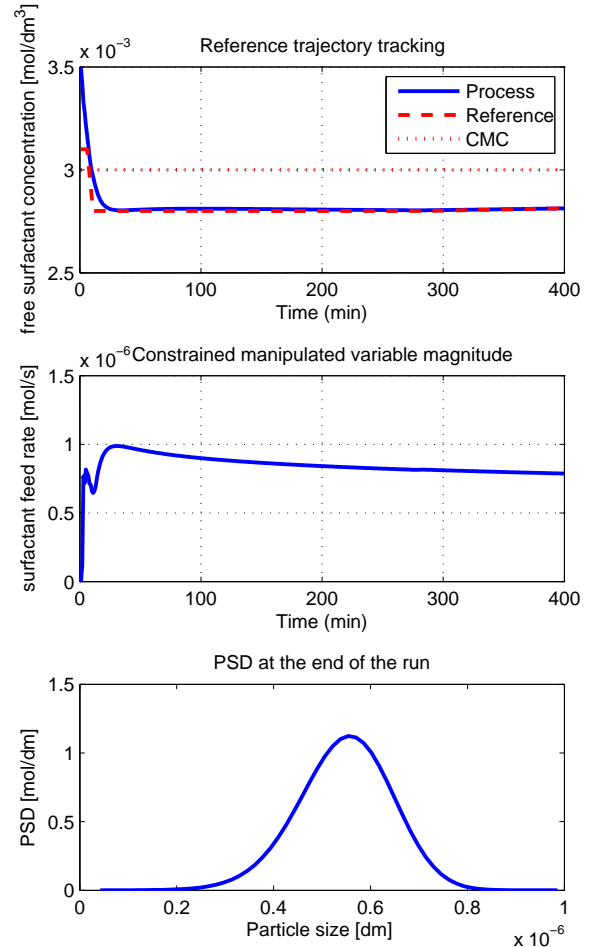 x 10⁻³
Reference trajectory tracking
free surfactant concentration [mol/dm³]
3.5
3
2.5
Process
Reference
CMC
0 100 200 300 400
Time (min)
x 10⁻⁶ Constrained manipulated variable magnitude
surfactant feed rate [mol/s]
1.5
1
0.5
0
0 100 200 300 400
Time (min)
PSD at the end of the run
PSD [mol/dm]
1.5
1
0.5
0
0 0.2 0.4 0.6 0.8 1
Particle size [dm]
x 10⁻⁶